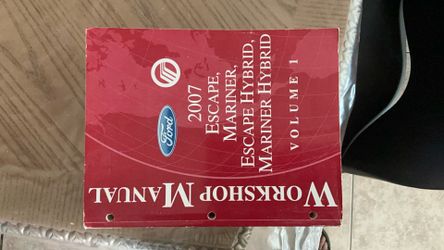 2007
ESCAPE,
MARINER,
ESCAPE HYBRID,
MARINER HYBRID
VOLUME 1
Ford
WORKSHOP MANUAL